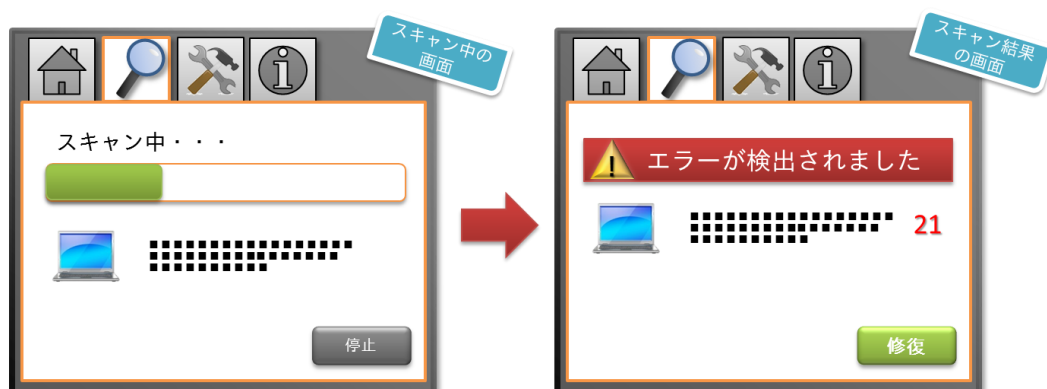 スキャン中の
画面
スキャン中・・・
停止
スキャン結果
の画面
エラーが検出されました
21
修復